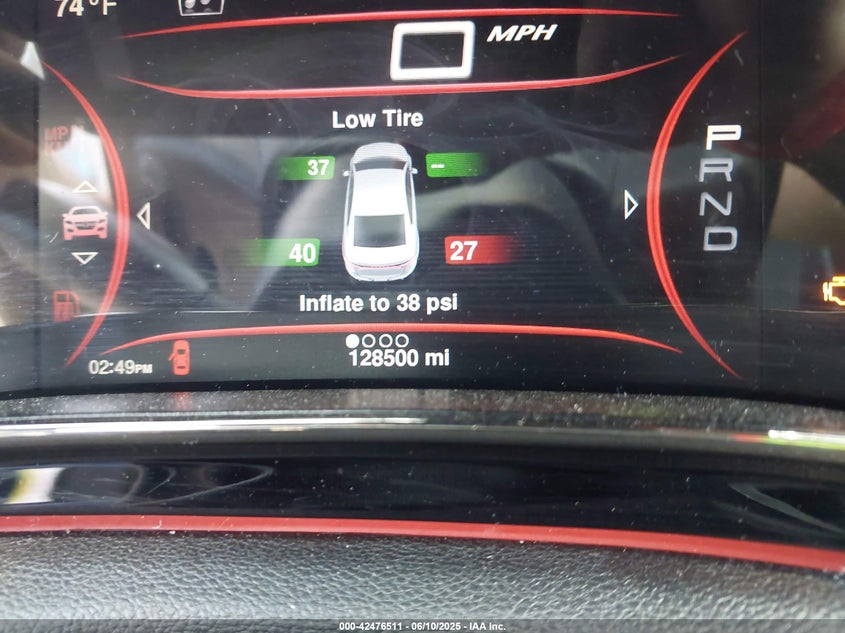 74°F
MPH
Low Tire
37
--
40
27
Inflate to 38 psi
P
R
N
D
128500 mi
02:49PM
000-42476511 - 06/10/2025 - IAA Inc.